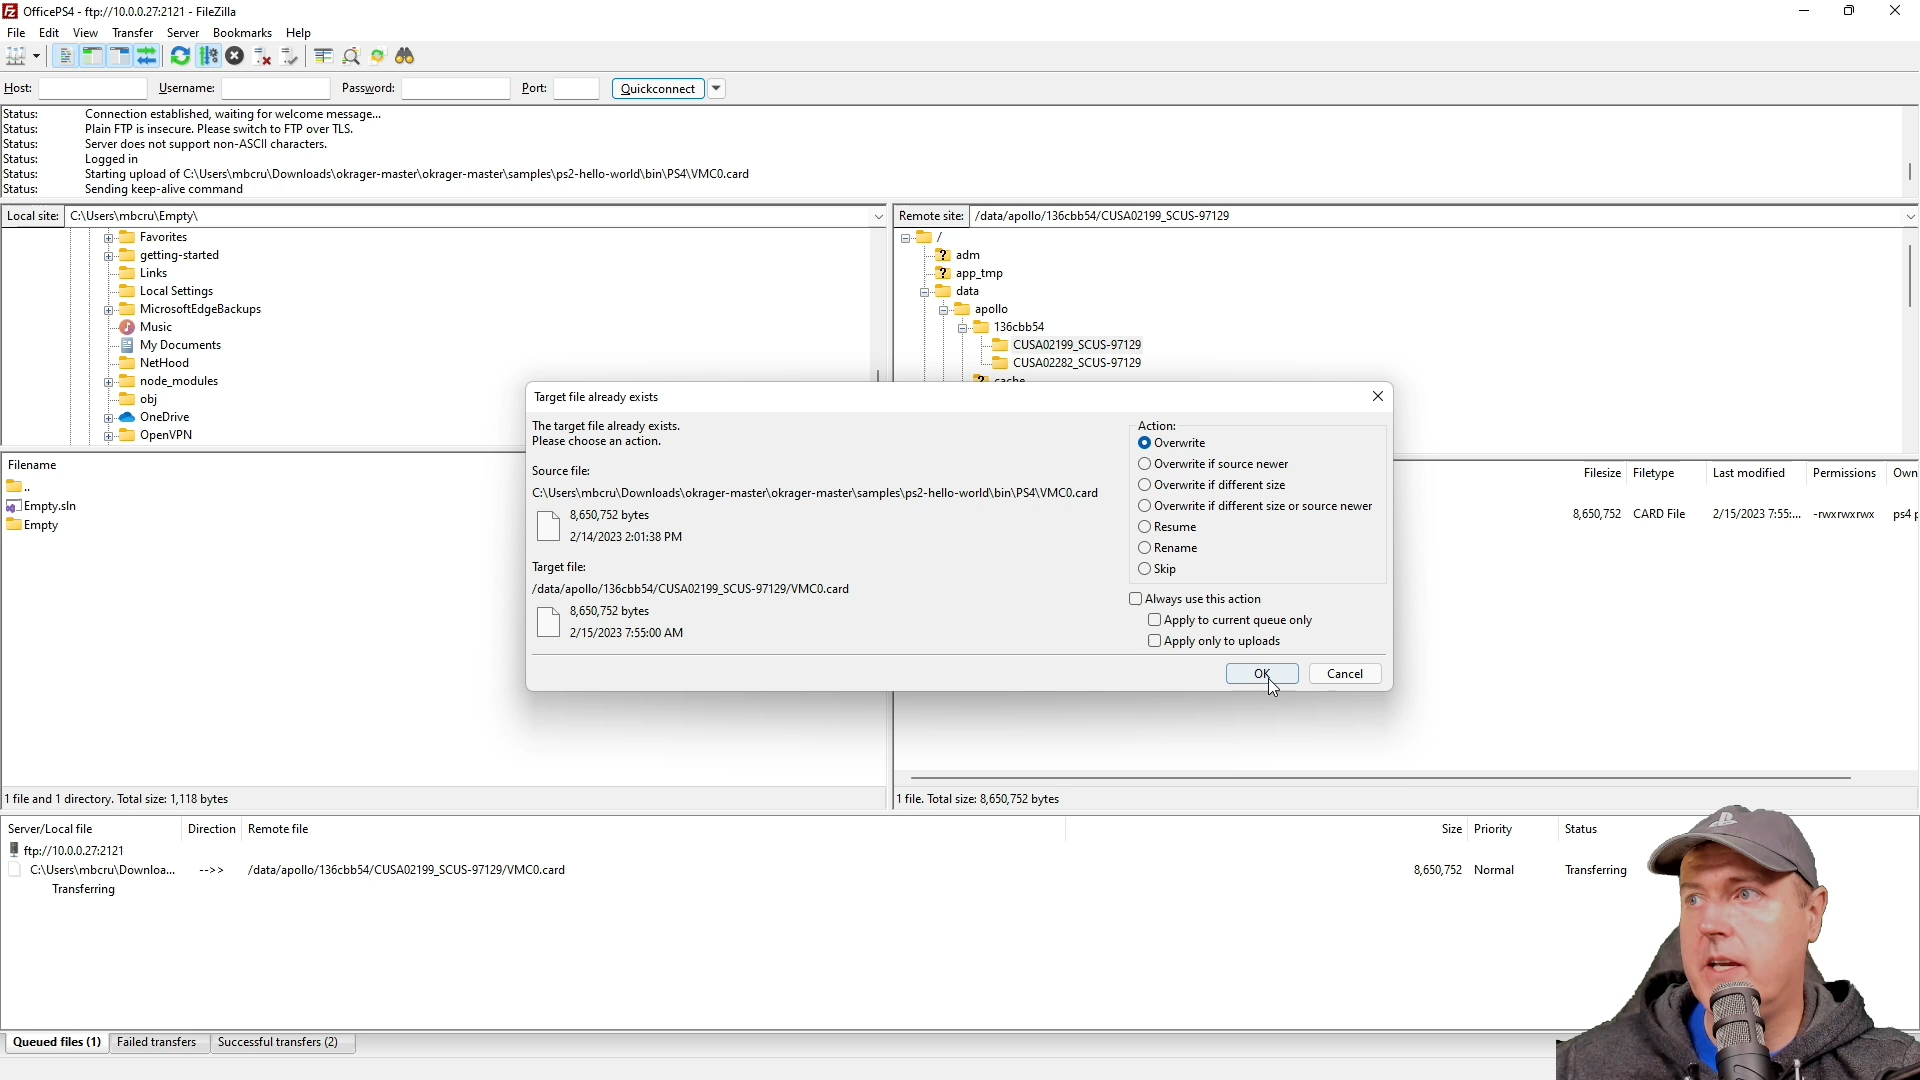 OfficePS4 - ftp://10.0.0.27:2121 - FileZilla
File Edit View Transfer Server Bookmarks Help
Host: Username: Password: Port: Quickconnect
Status: Connection established, waiting for welcome message...
Status: Plain FTP is insecure. Please switch to FTP over TLS.
Status: Server does not support non-ASCII characters.
Status: Logged in
Status: Starting upload of C:\Users\mbcru\Downloads\okrager-master\okrager-master\samples\ps2-hello-world\bin\PS4\VMC0.card
Status: Sending keep-alive command
Local site: C:\Users\mbcru\Empty\
Favorites
getting-started
Links
Local Settings
MicrosoftEdgeBackups
Music
My Documents
NetHood
node_modules
obj
OneDrive
OpenVPN
Remote site: /data/apollo/136cbb54/CUSA02199_SCUS-97129
/
adm
app_tmp
data
apollo
136cbb54
CUSA02199_SCUS-97129
CUSA02282_SCUS-97129
cache
Filename
..
Empty.sln
Empty
1 file and 1 directory. Total size: 1,118 bytes
Filesize Filetype Last modified Permissions Own
8,650,752 CARD File 2/15/2023 7:55:... -rwxrwxrwx ps4 p
1 file. Total size: 8,650,752 bytes
Target file already exists
The target file already exists.
Please choose an action.
Source file:
C:\Users\mbcru\Downloads\okrager-master\okrager-master\samples\ps2-hello-world\bin\PS4\VMC0.card
8,650,752 bytes
2/14/2023 2:01:38 PM
Target file:
/data/apollo/136cbb54/CUSA02199_SCUS-97129/VMC0.card
8,650,752 bytes
2/15/2023 7:55:00 AM
Action:
Overwrite
Overwrite if source newer
Overwrite if different size
Overwrite if different size or source newer
Resume
Rename
Skip
Always use this action
Apply to current queue only
Apply only to uploads
OK Cancel
Server/Local file Direction Remote file Size Priority Status
ftp://10.0.0.27:2121
C:\Users\mbcru\Downloa... -->> /data/apollo/136cbb54/CUSA02199_SCUS-97129/VMC0.card 8,650,752 Normal Transferring
Transferring
Queued files (1) Failed transfers Successful transfers (2)